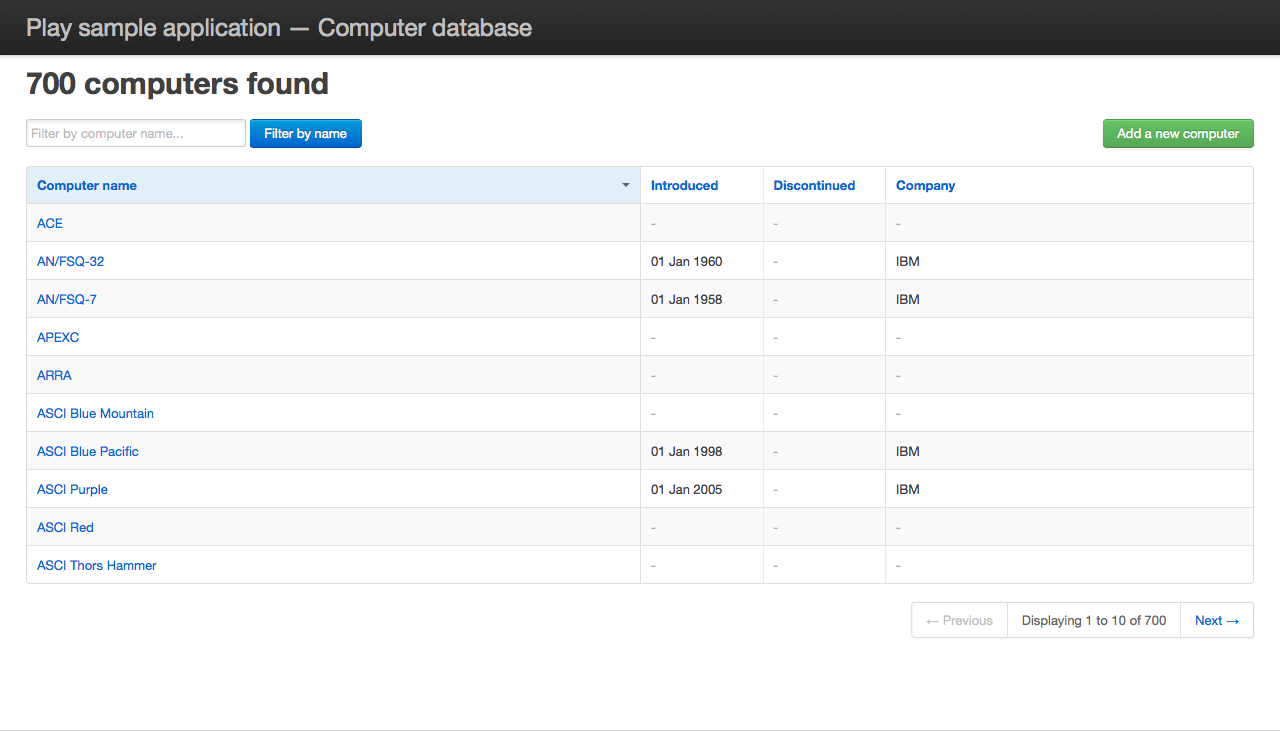 Play sample application — Computer database
700 computers found
Filter by computer name... Filter by name Add a new computer
Computer name Introduced Discontinued Company
ACE - - -
AN/FSQ-32 01 Jan 1960 - IBM
AN/FSQ-7 01 Jan 1958 - IBM
APEXC - - -
ARRA - - -
ASCI Blue Mountain - - -
ASCI Blue Pacific 01 Jan 1998 - IBM
ASCI Purple 01 Jan 2005 - IBM
ASCI Red - - -
ASCI Thors Hammer - - -
← Previous Displaying 1 to 10 of 700 Next →